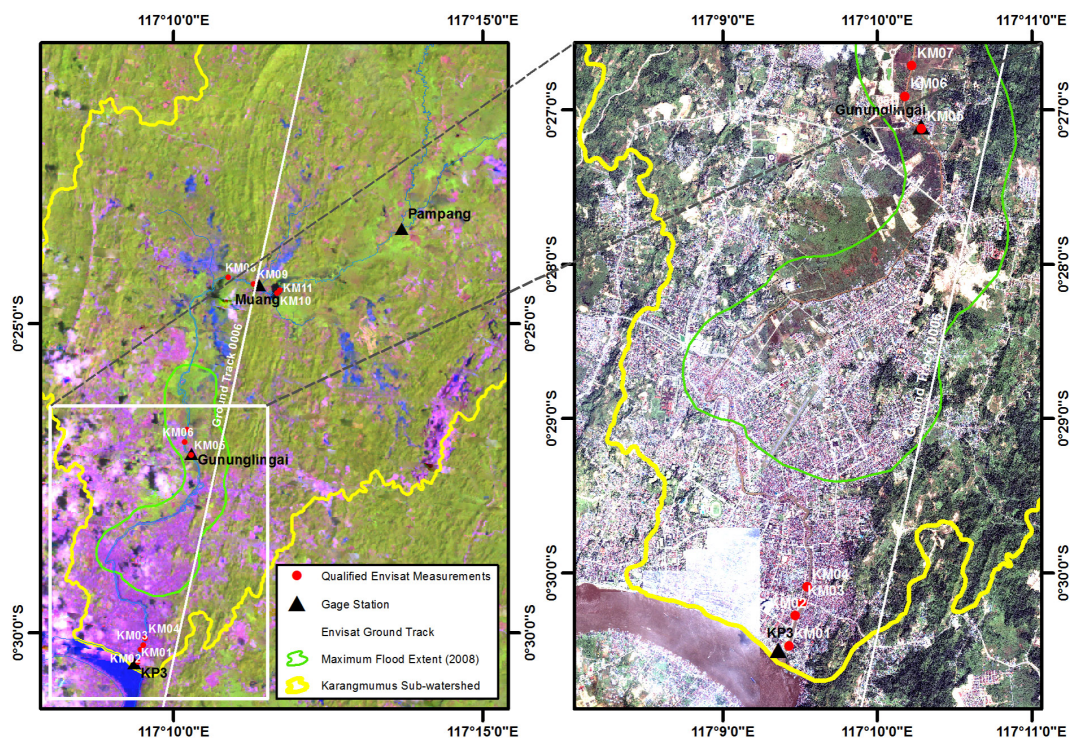 117°10'0"E
117°15'0"E
117°9'0"E
117°10'0"E
117°11'0"E
0°25'0"S
0°30'0"S
Pampang
KM08
KM09
KM11
Muang
KM10
Ground Track 0006
KM06
KM05
Gununglingai
KM04
KM03
KM01
KM02
KP3
Qualified Envisat Measurements
Gage Station
Envisat Ground Track
Maximum Flood Extent (2008)
Karangmumus Sub-watershed
0°25'0"S
0°30'0"S
117°10'0"E
117°15'0"E
0°27'0"S
0°28'0"S
0°29'0"S
0°30'0"S
KM07
KM06
Gununglingai
KM05
Ground Track 0006
KM04
KM03
KM02
KP3
KM01
0°27'0"S
0°28'0"S
0°29'0"S
0°30'0"S
117°9'0"E
117°10'0"E
117°11'0"E